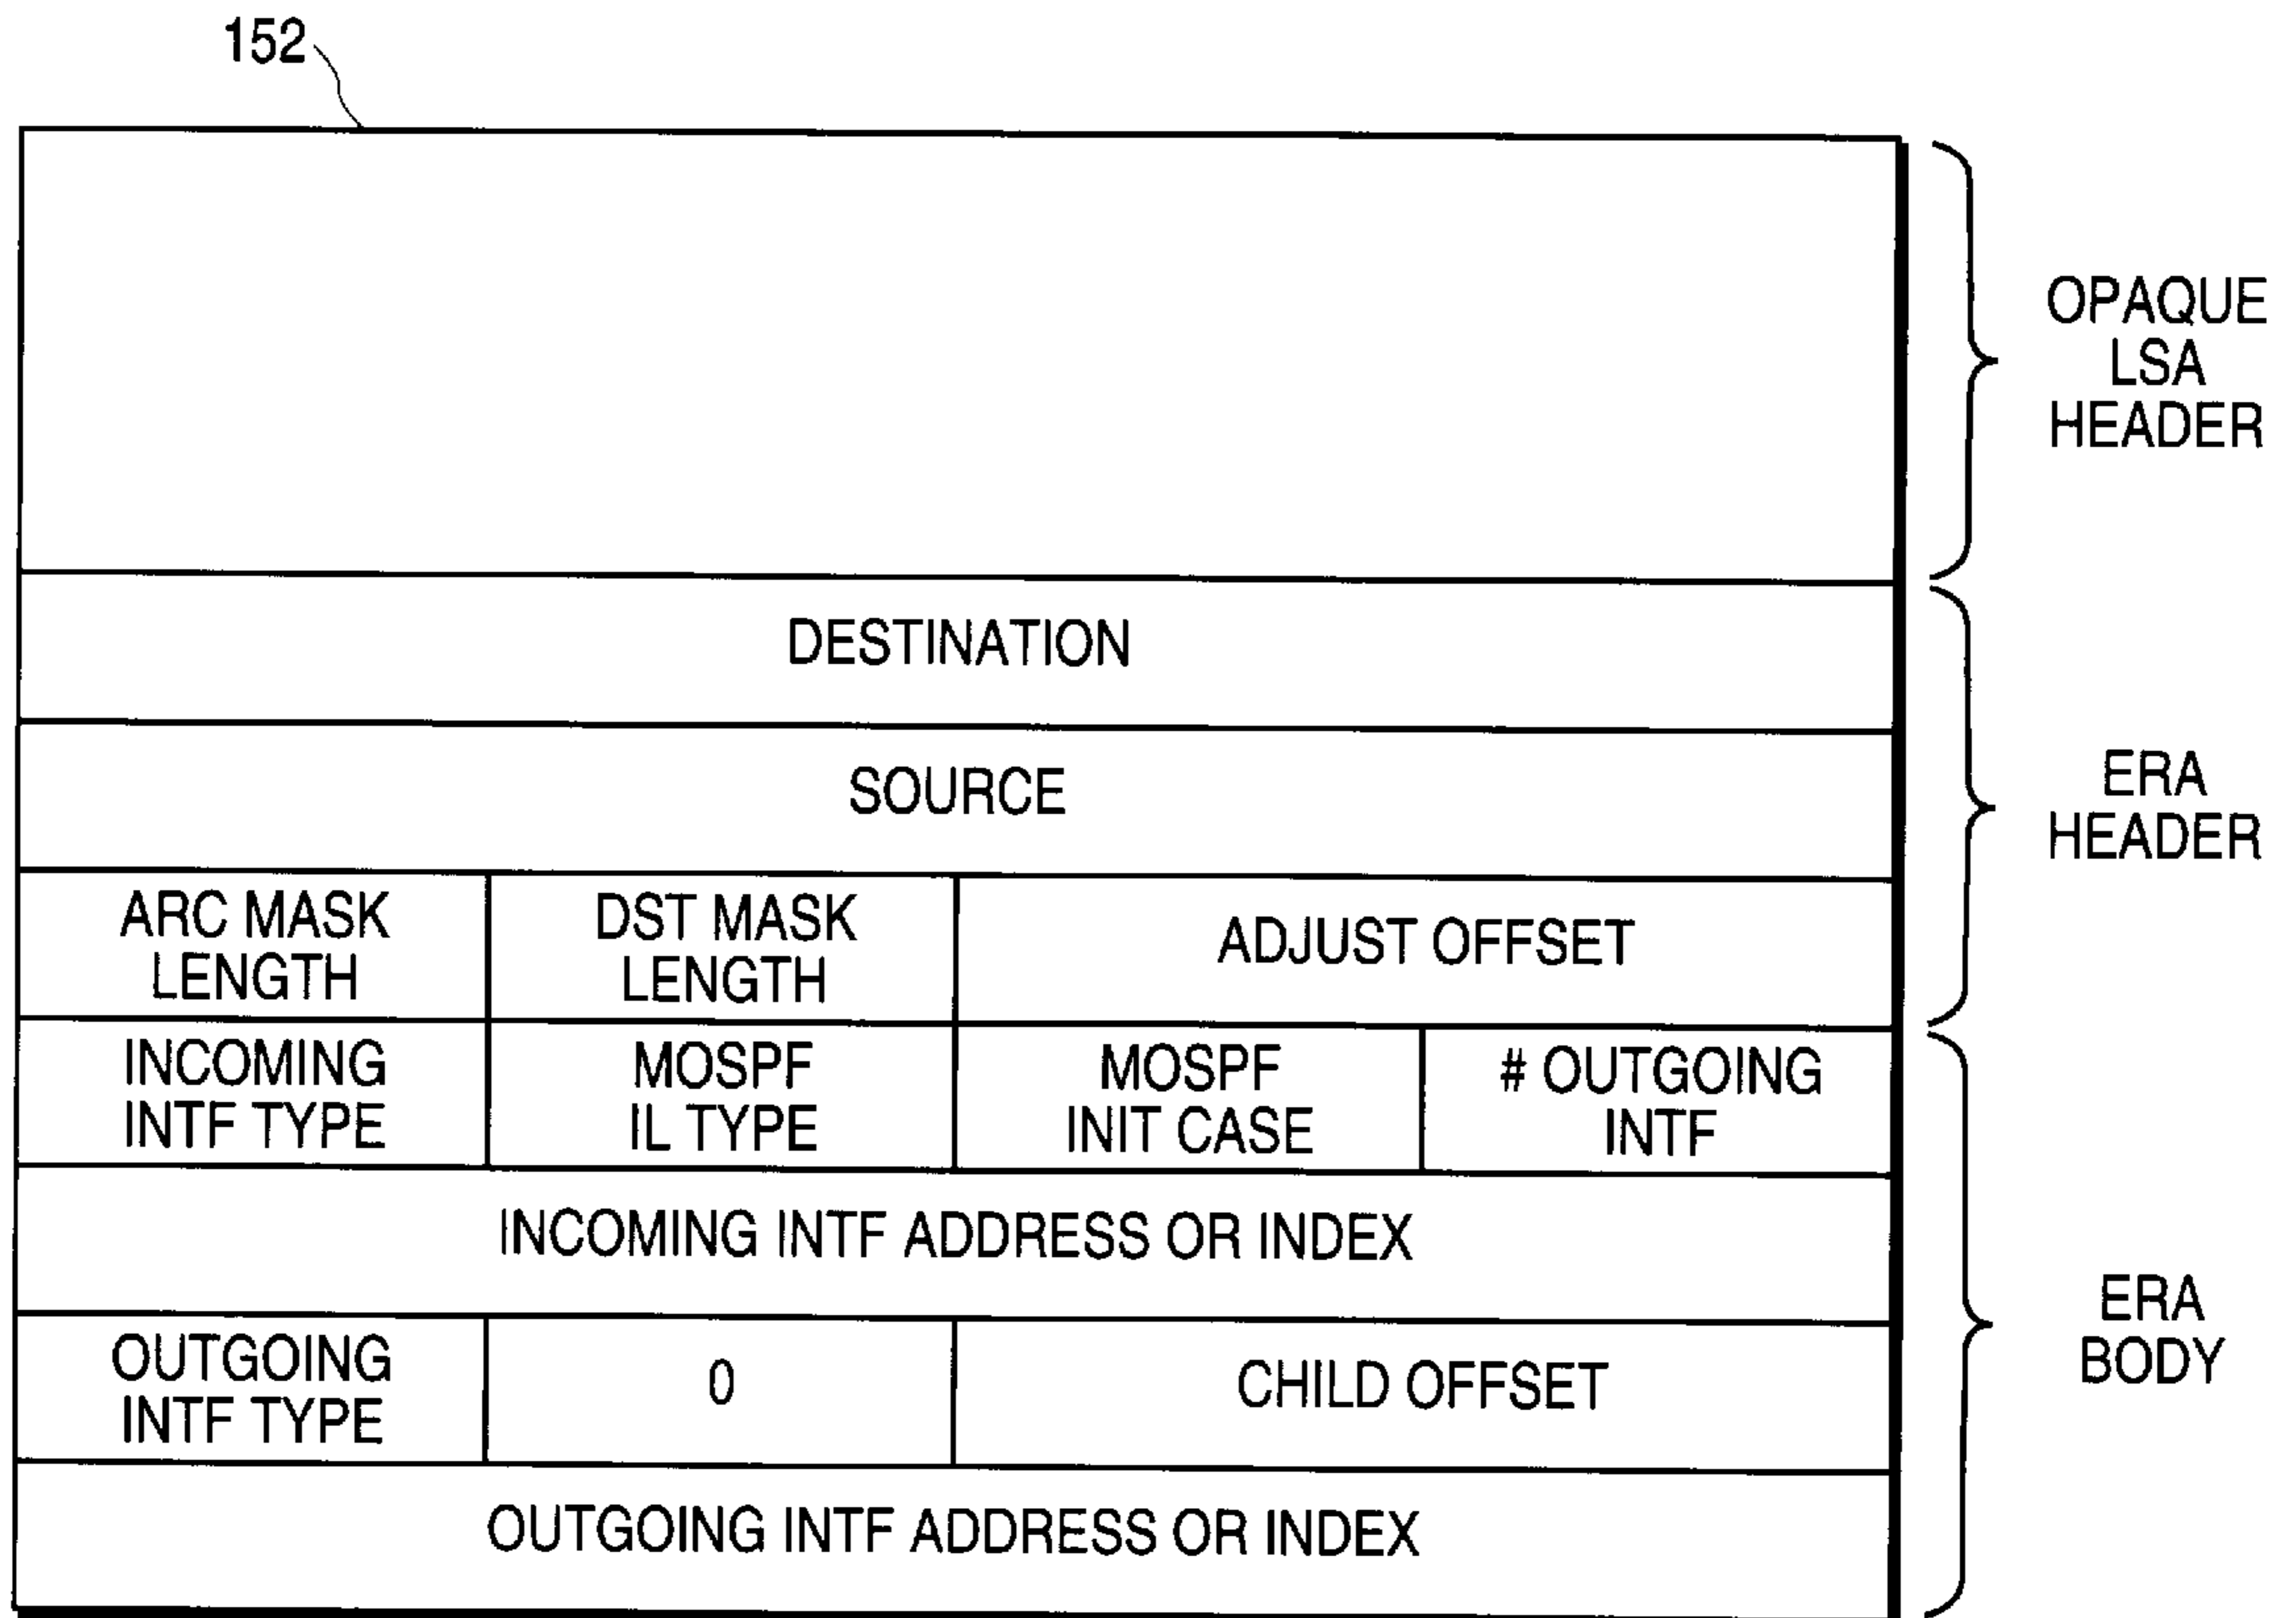 152
OPAQUE
LSA
HEADER
DESTINATION
SOURCE
ERA
HEADER
ARC MASK
LENGTH
DST MASK
LENGTH
ADJUST OFFSET
INCOMING
INTF TYPE
MOSPF
IL TYPE
MOSPF
INIT CASE
# OUTGOING
INTF
INCOMING INTF ADDRESS OR INDEX
ERA
BODY
OUTGOING
INTF TYPE
0
CHILD OFFSET
OUTGOING INTF ADDRESS OR INDEX